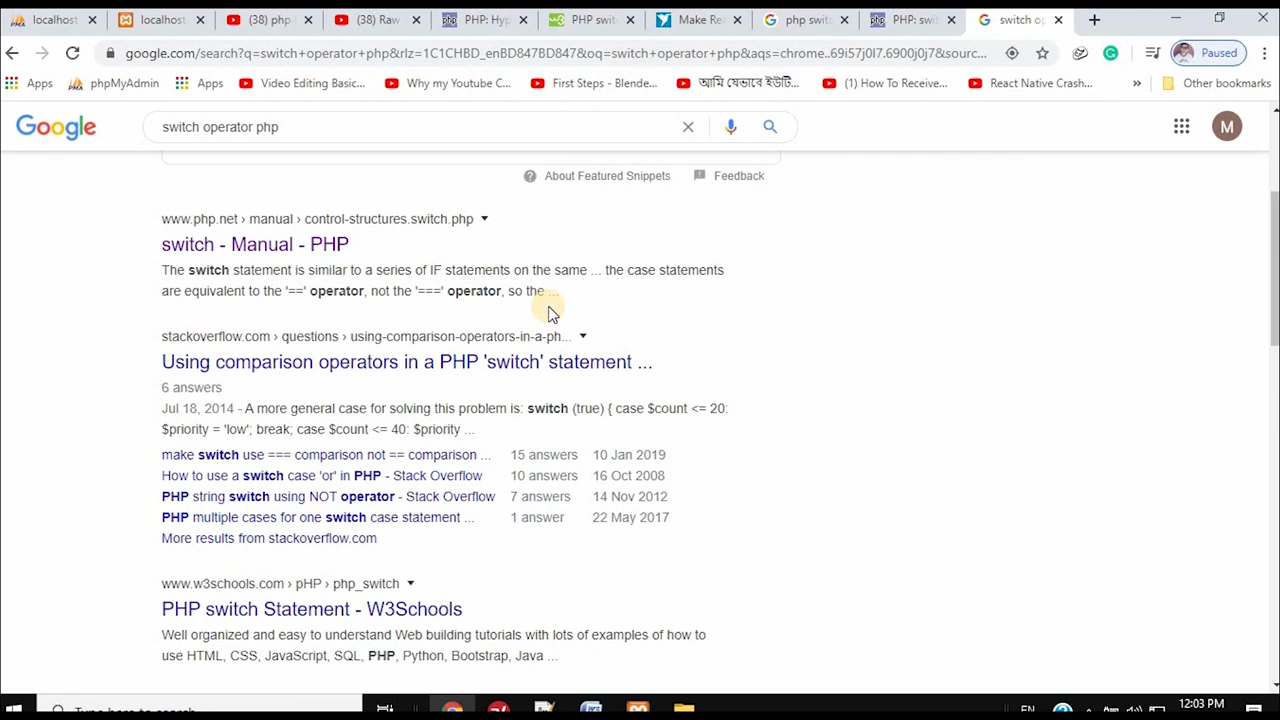 localhost
localhost
(38) php
(38) Raw
PHP: Hy
PHP swit
Make Re
php swit
PHP: swi
switch op
google.com/search?q=switch+operator+php&rlz=1C1CHBD_enBD847BD847&oq=switch+operator+php&aqs=chrome..69i57j0l7.6900j0j7&sourc...
Paused
Apps
phpMyAdmin
Apps
Video Editing Basic...
Why my Youtube C...
First Steps - Blende...
আমি যেভাবে ইউটি...
(1) How To Receive...
React Native Crash...
»
Other bookmarks
Google
switch operator php
M
About Featured Snippets
Feedback
www.php.net › manual › control-structures.switch.php
switch - Manual - PHP
The switch statement is similar to a series of IF statements on the same ... the case statements
are equivalent to the '==' operator, not the '===' operator, so the ...
stackoverflow.com › questions › using-comparison-operators-in-a-ph...
Using comparison operators in a PHP 'switch' statement ...
6 answers
Jul 18, 2014 - A more general case for solving this problem is: switch (true) { case $count <= 20:
$priority = 'low'; break; case $count <= 40: $priority ...
make switch use === comparison not == comparison ... 15 answers 10 Jan 2019
How to use a switch case 'or' in PHP - Stack Overflow 10 answers 16 Oct 2008
PHP string switch using NOT operator - Stack Overflow 7 answers 14 Nov 2012
PHP multiple cases for one switch case statement ... 1 answer 22 May 2017
More results from stackoverflow.com
www.w3schools.com › pHP › php_switch
PHP switch Statement - W3Schools
Well organized and easy to understand Web building tutorials with lots of examples of how to
use HTML, CSS, JavaScript, SQL, PHP, Python, Bootstrap, Java ...
Type here to search
EN
12:03 PM